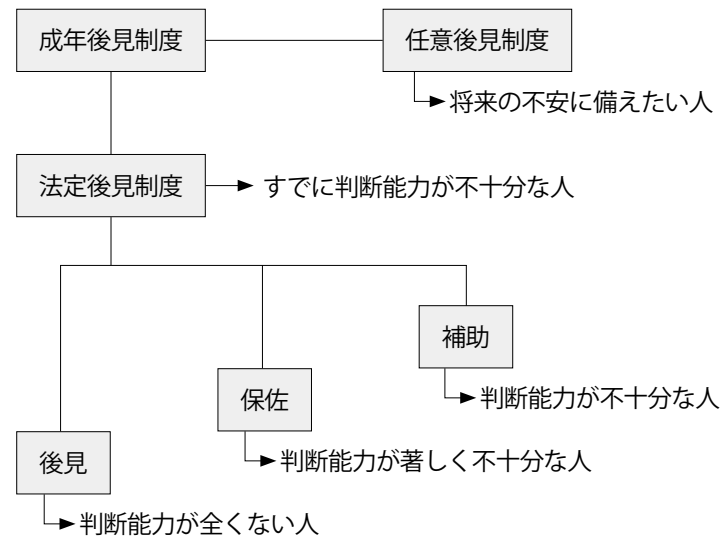 成年後見制度
任意後見制度
将来の不安に備えたい人
法定後見制度
すでに判断能力が不十分な人
補助
判断能力が不十分な人
保佐
判断能力が著しく不十分な人
後見
判断能力が全くない人